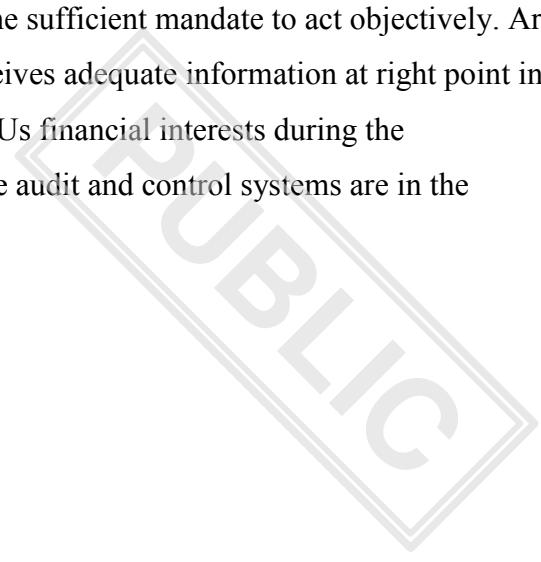 ne sufficient mandate to act objectively. Ar
eives adequate information at right point in
Us financial interests during the
e audit and control systems are in the
PUBLIC